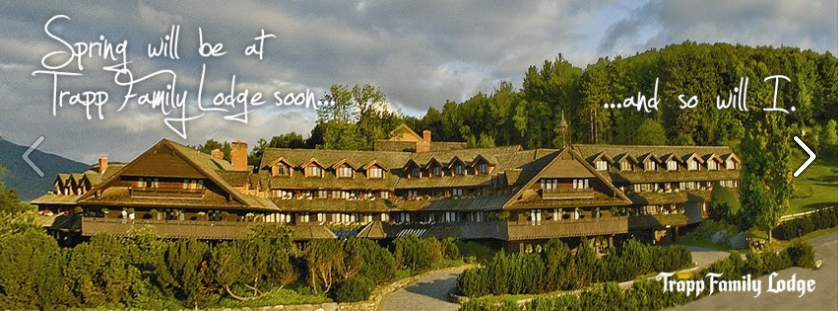 Spring will be at
Trapp Family Lodge soon.
...and so will I.
Trapp Family Lodge